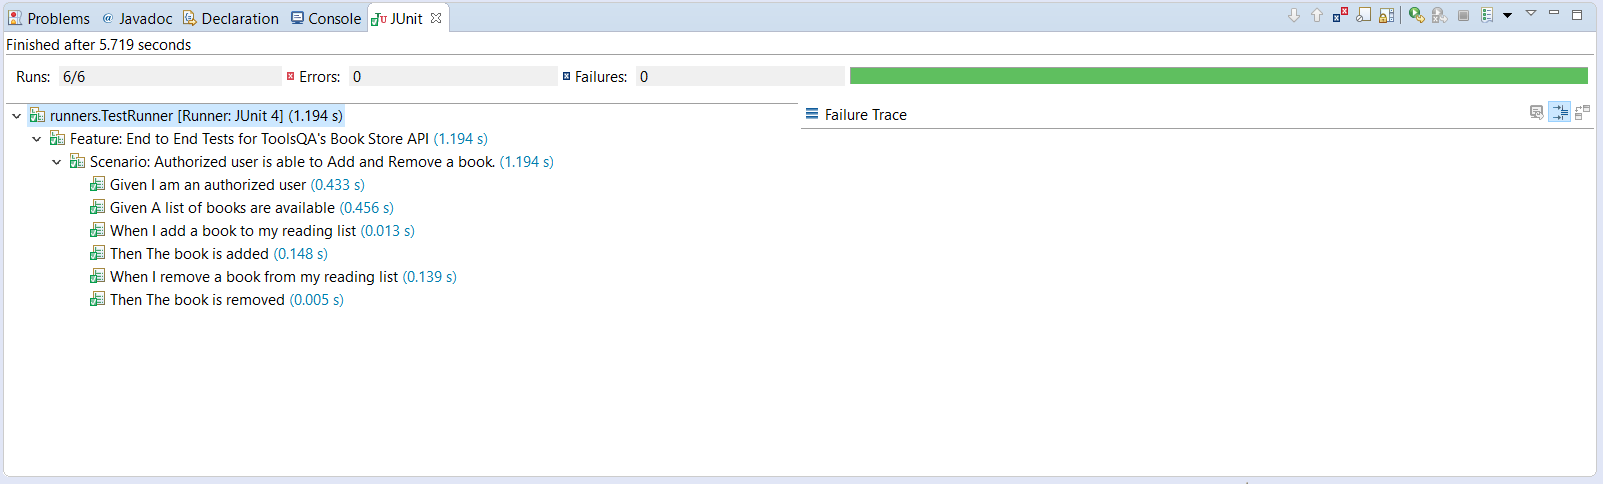 Problems @ Javadoc Declaration Console JU JUnit
Finished after 5.719 seconds
Runs: 6/6 Errors: 0 Failures: 0
runners.TestRunner [Runner: JUnit 4] (1.194 s)
Failure Trace
Feature: End to End Tests for ToolsQA's Book Store API (1.194 s)
Scenario: Authorized user is able to Add and Remove a book. (1.194 s)
Given I am an authorized user (0.433 s)
Given A list of books are available (0.456 s)
When I add a book to my reading list (0.013 s)
Then The book is added (0.148 s)
When I remove a book from my reading list (0.139 s)
Then The book is removed (0.005 s)